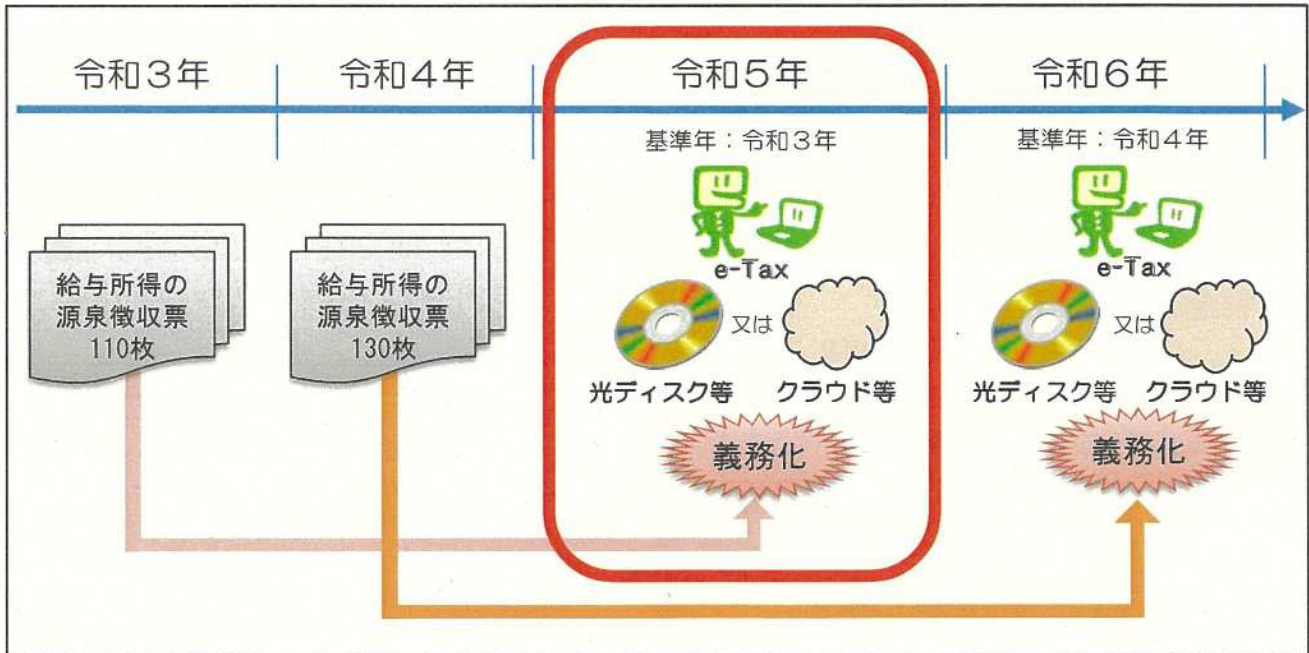 令和3年
令和4年
令和5年
令和6年
基準年：令和3年
基準年：令和4年
給与所得の
源泉徴収票
110枚
給与所得の
源泉徴収票
130枚
e-Tax
e-Tax
又は
又は
光ディスク等
クラウド等
光ディスク等
クラウド等
義務化
義務化